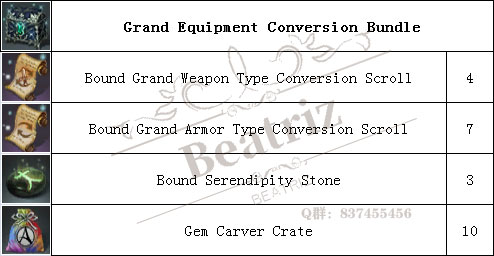 Grand Equipment Conversion Bundle
Bound Grand Weapon Type Conversion Scroll 4
Bound Grand Armor Type Conversion Scroll 7
Beatriz
Bound Serendipity Stone 3
BEATRIZ
Q群：837455456
Gem Carver Crate 10